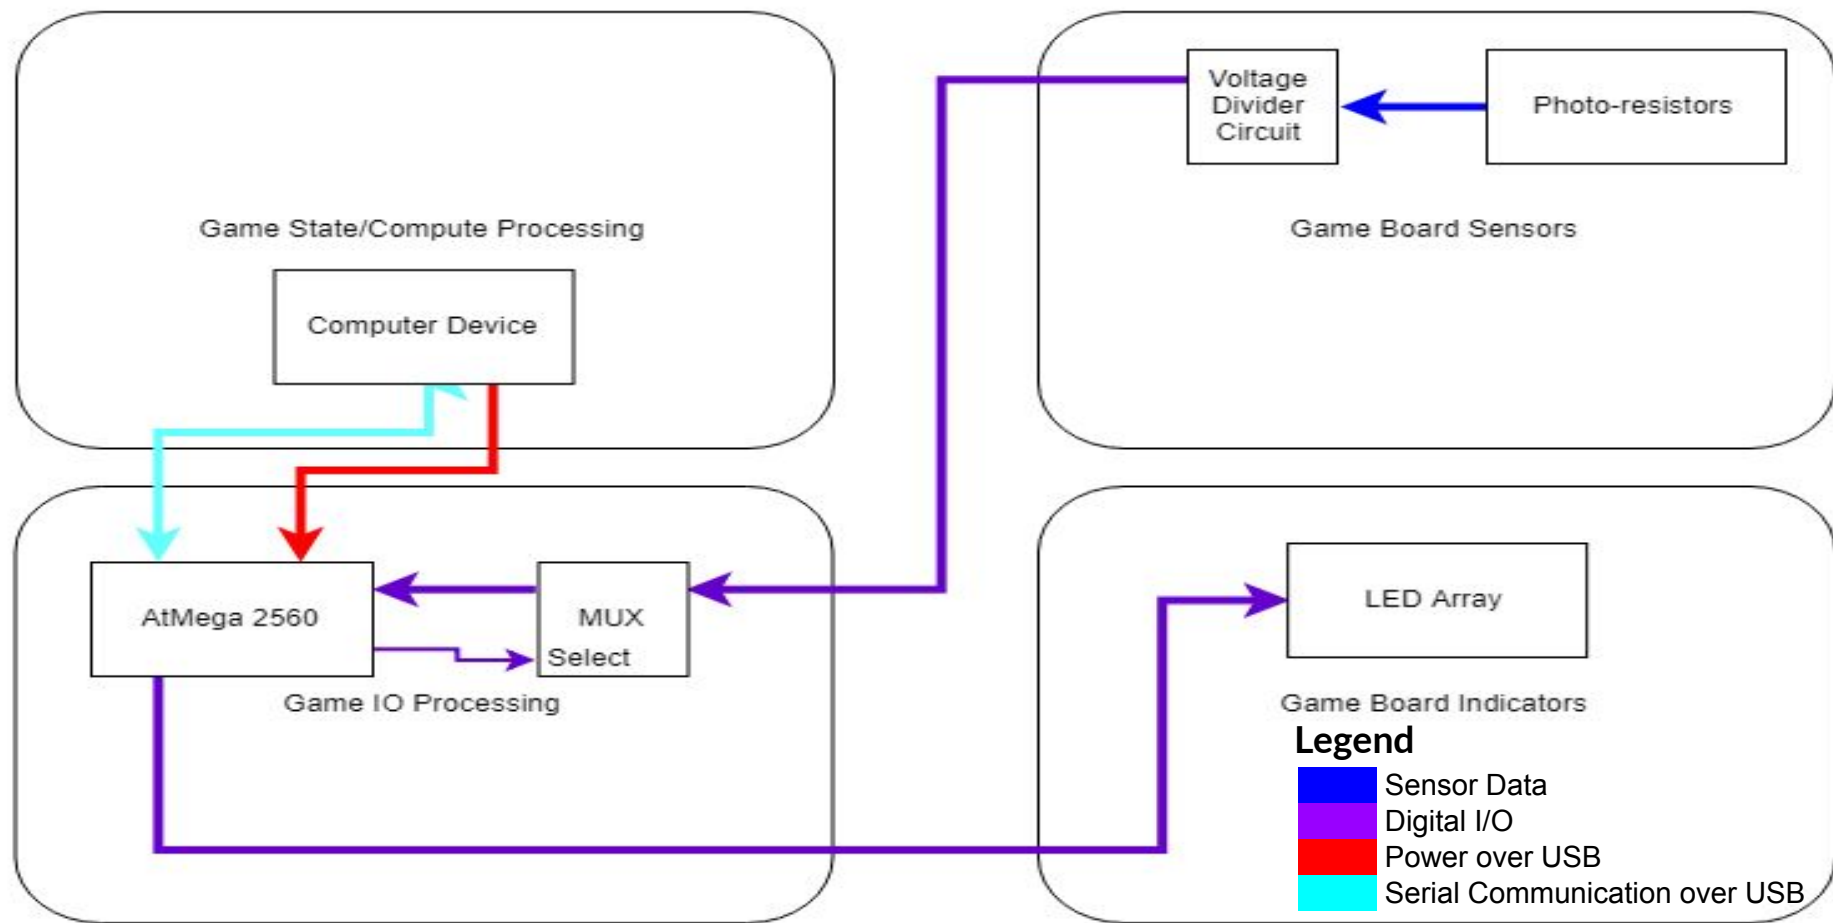 Game State/Compute Processing
Computer Device
Voltage
Divider
Circuit
Photo-resistors
Game Board Sensors
AtMega 2560
MUX
Select
Game IO Processing
LED Array
Game Board Indicators
Legend
Sensor Data
Digital I/O
Power over USB
Serial Communication over USB